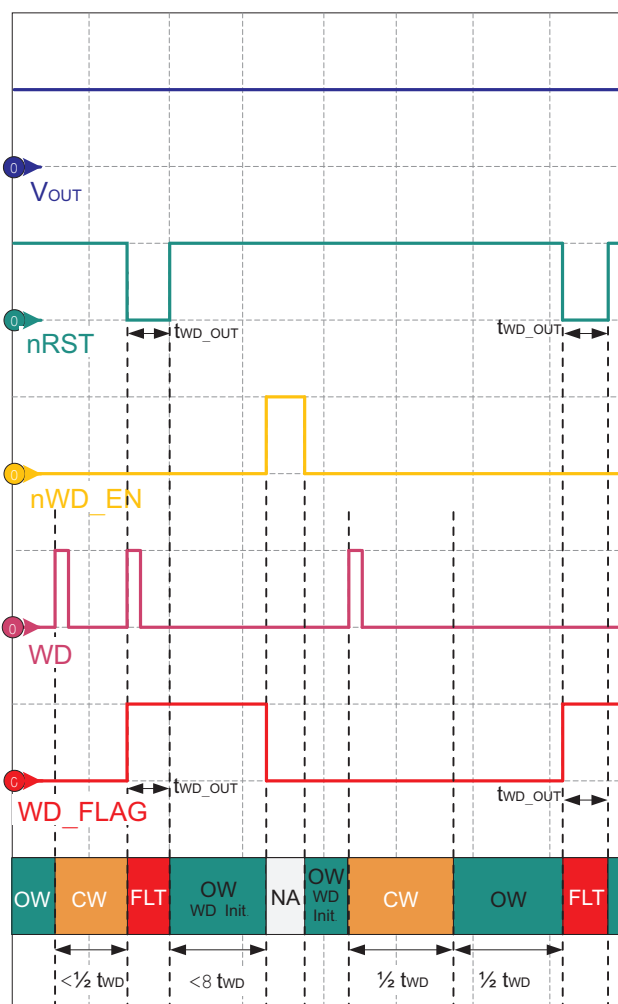 0
VOUT
0
nRST
tWD_OUT
tWD_OUT
0
nWD_EN
0
WD
0
WD_FLAG
tWD_OUT
tWD_OUT
OW
CW
FLT
OW
WD Init.
NA
OW
WD
Init.
CW
OW
FLT
<½ tWD
<8 tWD
½ tWD
½ tWD